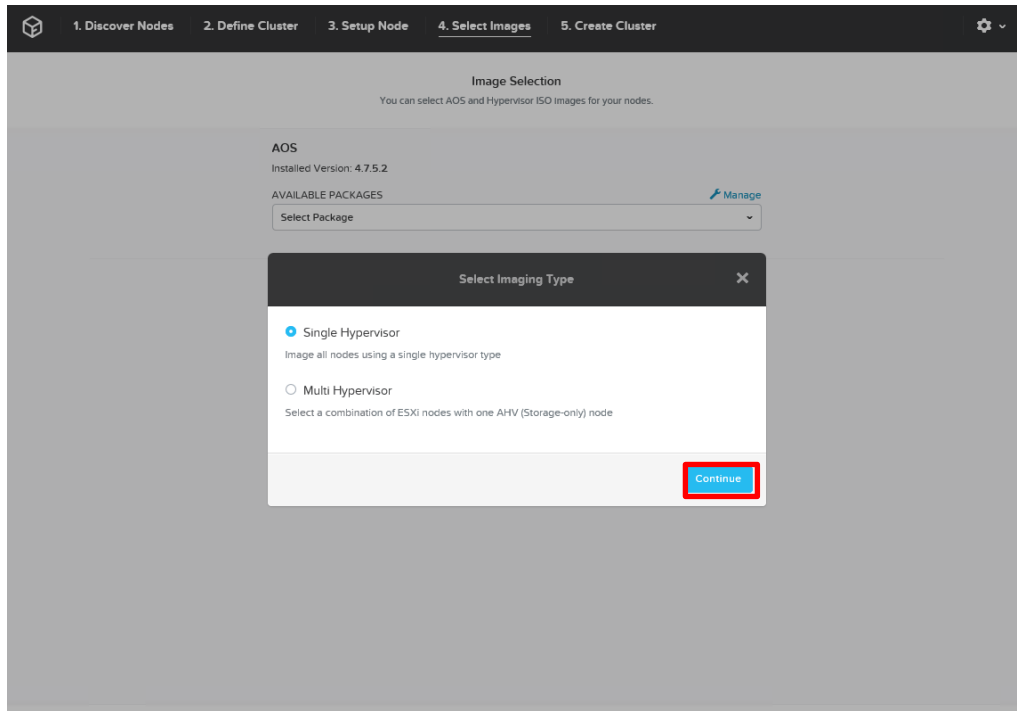 1. Discover Nodes 2. Define Cluster 3. Setup Node 4. Select Images 5. Create Cluster
Image Selection
You can select AOS and Hypervisor ISO images for your nodes.
AOS
Installed Version: 4.7.5.2
AVAILABLE PACKAGES Manage
Select Package
Select Imaging Type
Single Hypervisor
Image all nodes using a single hypervisor type
Multi Hypervisor
Select a combination of ESXi nodes with one AHV (Storage-only) node
Continue